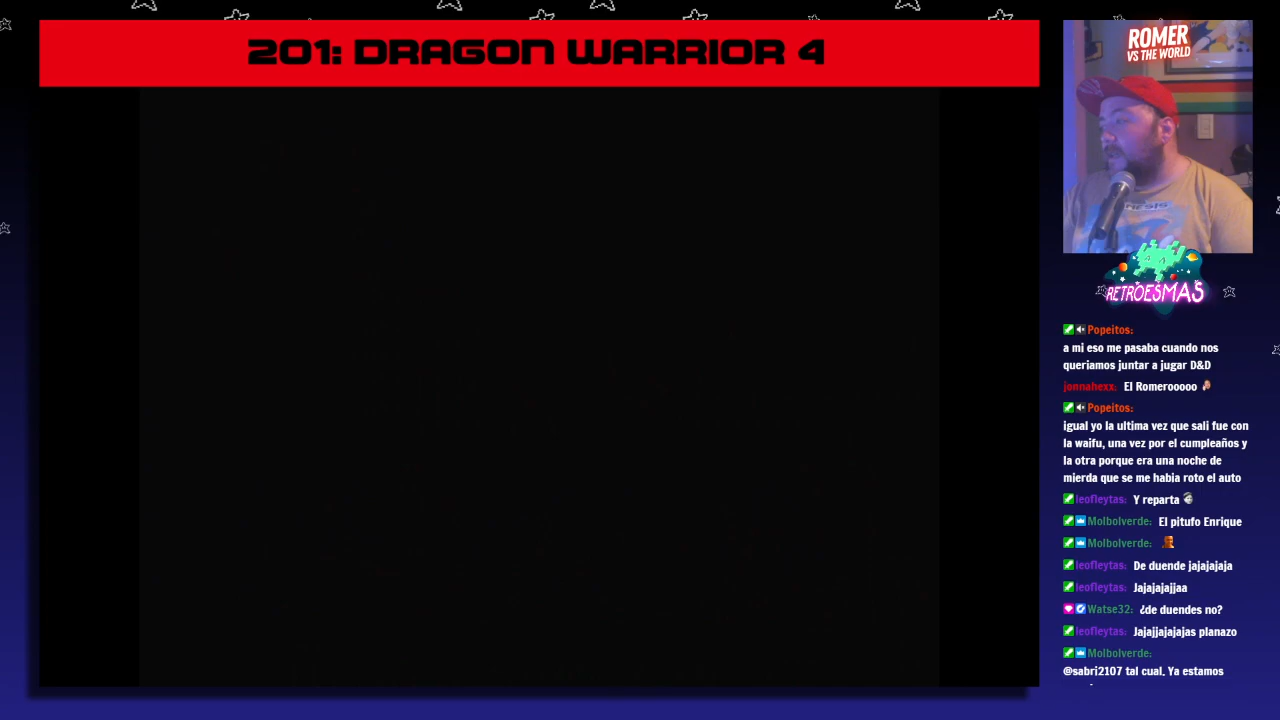 201: DRAGON WARRIOR 4
ROMER
VS THE WORLD
RETROESMAS
Popeitos:
a mi eso me pasaba cuando nos
queriamos juntar a jugar D&D
jonnahexx: El Romerooooo
Popeitos:
igual yo la ultima vez que sali fue con
la waifu, una vez por el cumpleaños y
la otra porque era una noche de
mierda que se me habia roto el auto
leofleytas: Y reparta
Molbolverde: El pitufo Enrique
Molbolverde:
leofleytas: De duende jajajajaja
leofleytas: Jajajajajjaa
Watse32: ¿de duendes no?
leofleytas: Jajajjajajajas planazo
Molbolverde:
@sabri2107 tal cual. Ya estamos